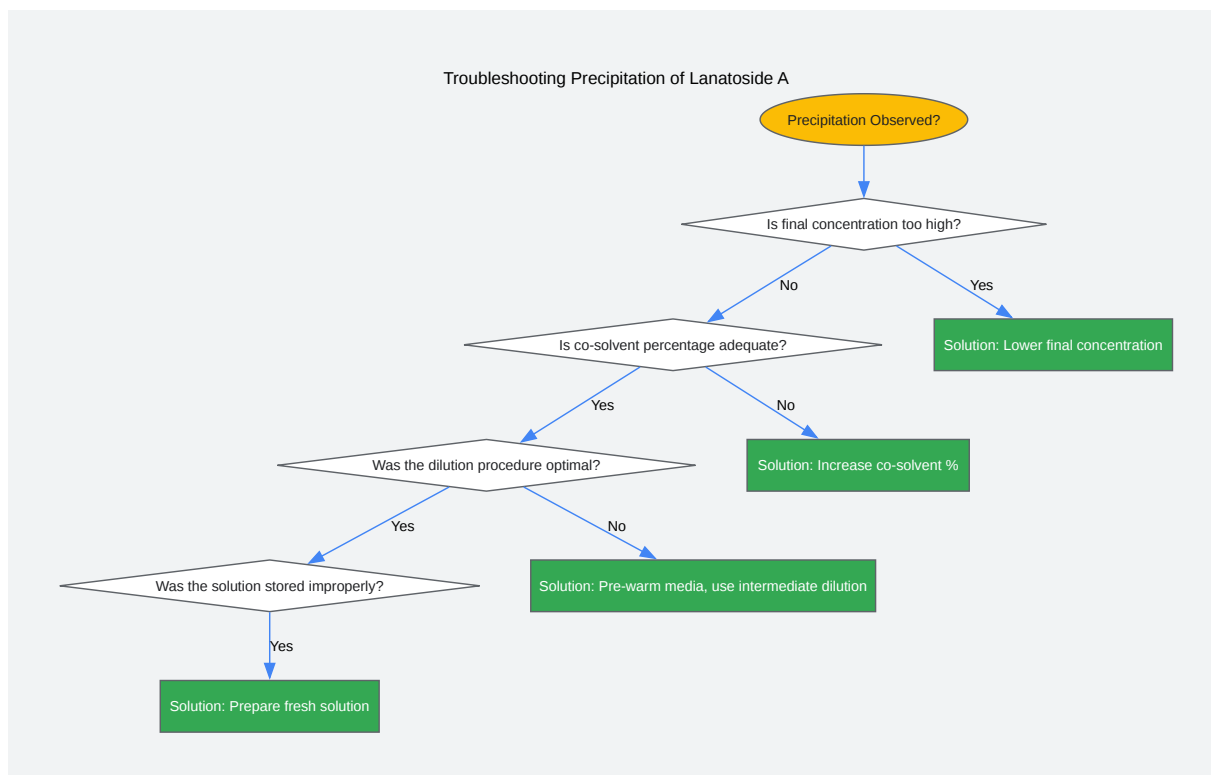 Troubleshooting Precipitation of Lanatoside A
Precipitation Observed?
Is final concentration too high?
No
Yes
Is co-solvent percentage adequate?
Solution: Lower final concentration
Yes
No
Was the dilution procedure optimal?
Solution: Increase co-solvent %
Yes
No
Was the solution stored improperly?
Solution: Pre-warm media, use intermediate dilution
Yes
Solution: Prepare fresh solution